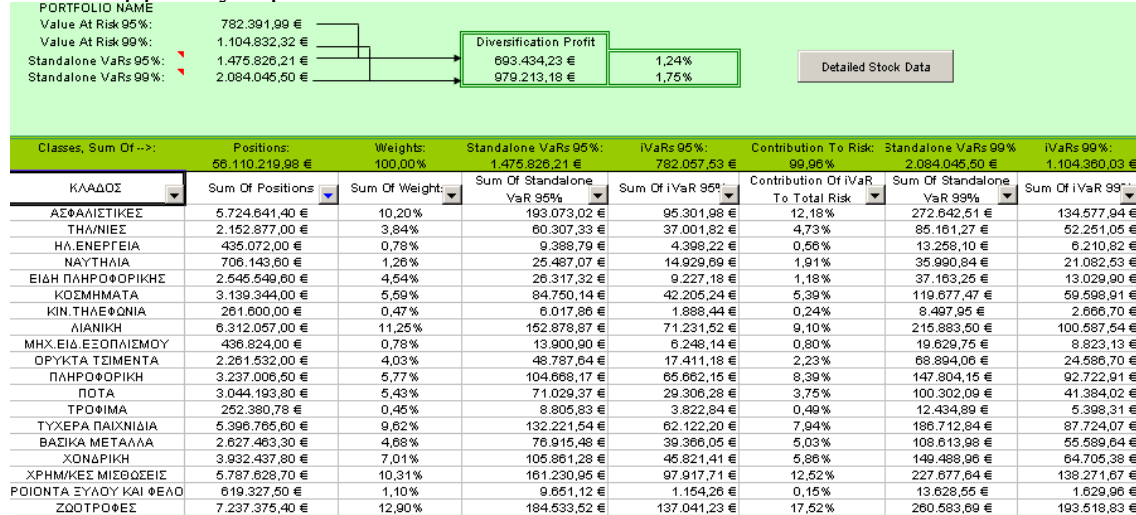 PORTFOLIO NAME
Value At Risk 95%: 782.391,99 €
Value At Risk 99%: 1.104.832,32 €
Diversification Profit
Standalone VaRs 95%: 1.475.826,21 € 693.434,23 € 1,24%
Standalone VaRs 99%: 2.084.045,50 € 979.213,18 € 1,75%
Detailed Stock Data
Classes, Sum Of -->: Positions: Weights: Standalone VaRs 95%: iVaRs 95%: Contribution To Risk: Standalone VaRs 99% iVaRs 99%:
56.110.219,98 € 100,00% 1.475.826,21 € 782.057,53 € 99,96% 2.084.045,50 € 1.104.360,03 €
ΚΛΑΔΟΣ Sum Of Positions Sum Of Weight: Sum Of Standalone VaR 95% Sum Of iVaR 95% Contribution Of iVaR To Total Risk Sum Of Standalone VaR 99% Sum Of iVaR 99%
ΑΣΦΑΛΙΣΤΙΚΕΣ 5.724.641,40 € 10,20% 193.073,02 € 95.301,98 € 12,18% 272.642,51 € 134.577,94 €
ΤΗΛ/ΝΙΕΣ 2.152.877,00 € 3,84% 60.307,33 € 37.001,82 € 4,73% 85.161,27 € 52.251,05 €
ΗΛ.ΕΝΕΡΓΕΙΑ 435.072,00 € 0,78% 9.388,79 € 4.398,22 € 0,56% 13.258,10 € 6.210,82 €
ΝΑΥΤΗΛΙΑ 706.143,60 € 1,26% 25.487,07 € 14.929,69 € 1,91% 35.990,84 € 21.082,53 €
ΕΙΔΗ ΠΛΗΡΟΦΟΡΙΚΗΣ 2.545.549,60 € 4,54% 26.317,32 € 9.227,18 € 1,18% 37.163,25 € 13.029,90 €
ΚΟΣΜΗΜΑΤΑ 3.139.344,00 € 5,59% 84.750,14 € 42.205,24 € 5,39% 119.677,47 € 59.598,91 €
ΚΙΝ.ΤΗΛΕΦΩΝΙΑ 261.600,00 € 0,47% 6.017,86 € 1.888,44 € 0,24% 8.497,95 € 2.666,70 €
ΛΙΑΝΙΚΗ 6.312.057,00 € 11,25% 152.878,87 € 71.231,52 € 9,10% 215.883,50 € 100.587,54 €
ΜΗΧ.ΕΙΔ.ΕΞΟΠΛΙΣΜΟΥ 436.824,00 € 0,78% 13.900,90 € 6.248,14 € 0,80% 19.629,75 € 8.823,13 €
ΟΡΥΚΤΑ ΤΣΙΜΕΝΤΑ 2.261.532,00 € 4,03% 48.787,64 € 17.411,18 € 2,23% 68.894,06 € 24.586,70 €
ΠΛΗΡΟΦΟΡΙΚΗ 3.237.006,50 € 5,77% 104.668,17 € 65.662,15 € 8,39% 147.804,15 € 92.722,91 €
ΠΟΤΑ 3.044.193,80 € 5,43% 71.029,37 € 29.306,28 € 3,75% 100.302,09 € 41.384,02 €
ΤΡΟΦΙΜΑ 252.380,78 € 0,45% 8.805,83 € 3.822,84 € 0,49% 12.434,89 € 5.398,31 €
ΤΥΧΕΡΑ ΠΑΙΧΝΙΔΙΑ 5.396.765,60 € 9,62% 132.221,54 € 62.122,20 € 7,94% 186.712,84 € 87.724,07 €
ΒΑΣΙΚΑ ΜΕΤΑΛΛΑ 2.627.463,30 € 4,68% 76.915,48 € 39.366,05 € 5,03% 108.613,98 € 55.589,64 €
ΧΟΝΔΡΙΚΗ 3.932.437,80 € 7,01% 105.861,28 € 45.821,41 € 5,86% 149.488,96 € 64.705,38 €
ΧΡΗΜ/ΚΕΣ ΜΙΣΘΩΣΕΙΣ 5.787.628,70 € 10,31% 161.230,95 € 97.917,71 € 12,52% 227.677,64 € 138.271,67 €
ΡΟΙΟΝΤΑ ΞΥΛΟΥ ΚΑΙ ΦΕΛΟ 619.327,50 € 1,10% 9.651,12 € 1.154,26 € 0,15% 13.628,55 € 1.629,96 €
ΖΩΟΤΡΟΦΕΣ 7.237.375,40 € 12,90% 184.533,52 € 137.041,23 € 17,52% 260.583,69 € 193.518,83 €